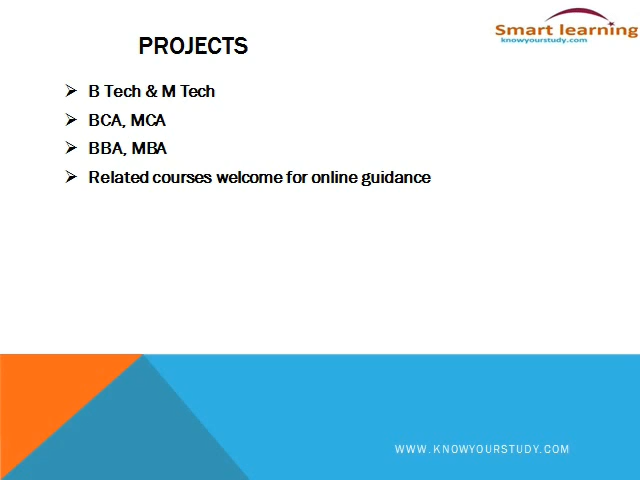 Smart learning
knowyourstudy.com
PROJECTS
B Tech & M Tech
BCA, MCA
BBA, MBA
Related courses welcome for online guidance
WWW.KNOWYOURSTUDY.COM